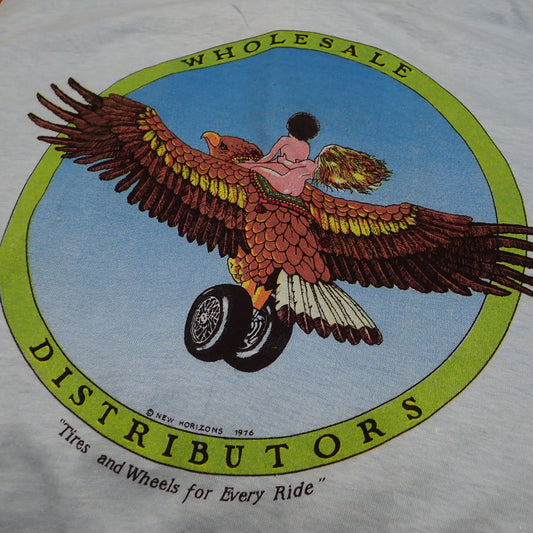 WHOLESALE
© NEW HORIZONS 1976
DISTRIBUTORS
"Tires and Wheels for Every Ride"